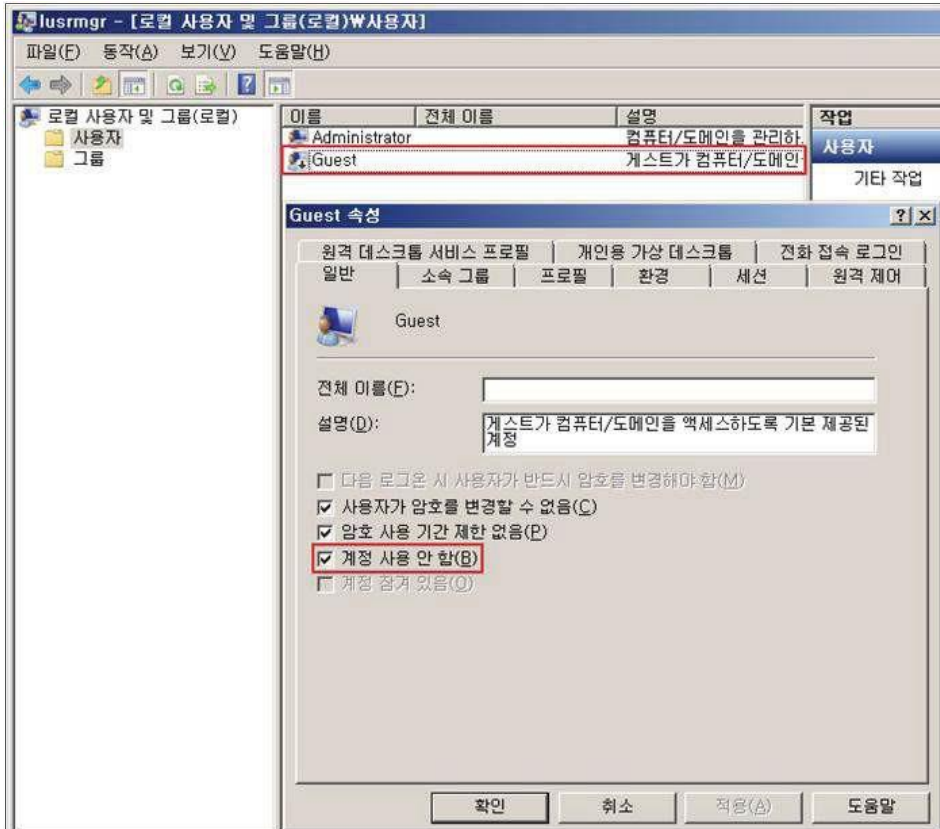 lusrmgr - [로컬 사용자 및 그룹(로컬)₩사용자]
파일(F) 동작(A) 보기(V) 도움말(H)
로컬 사용자 및 그룹(로컬)
사용자
그룹
이름 전체 이름 설명
Administrator 컴퓨터/도메인을 관리하.
Guest 게스트가 컴퓨터/도메인
작업
사용자
기타 작업
Guest 속성
원격 데스크톱 서비스 프로필 개인용 가상 데스크톱 전화 접속 로그인
일반 소속 그룹 프로필 환경 세션 원격 제어
Guest
전체 이름(F):
설명(D): 게스트가 컴퓨터/도메인을 액세스하도록 기본 제공된
계정
다음 로그온 시 사용자가 반드시 암호를 변경해야 함(M)
사용자가 암호를 변경할 수 없음(C)
암호 사용 기간 제한 없음(P)
계정 사용 안 함(B)
계정 잠겨 있음(O)
확인 취소 적용(A) 도움말